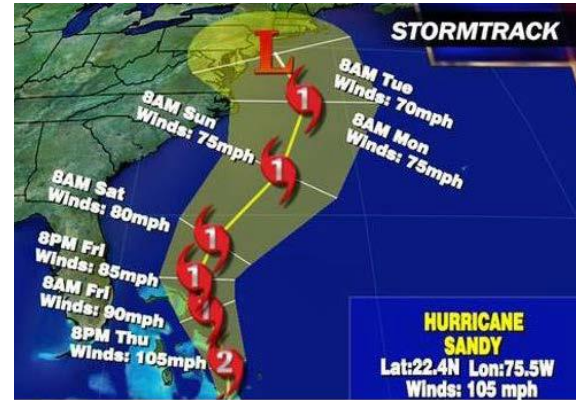 STORMTRACK
L
8AM Tue
Winds: 70mph
1
8AM Sun
Winds: 75mph
8AM Mon
Winds: 75mph
1
8AM Sat
Winds: 80mph
1
8PM Fri
Winds: 85mph
1
8AM Fri
Winds: 90mph
1
8PM Thu
Winds: 105mph
2
HURRICANE
SANDY
Lat:22.4N Lon:75.5W
Winds: 105 mph